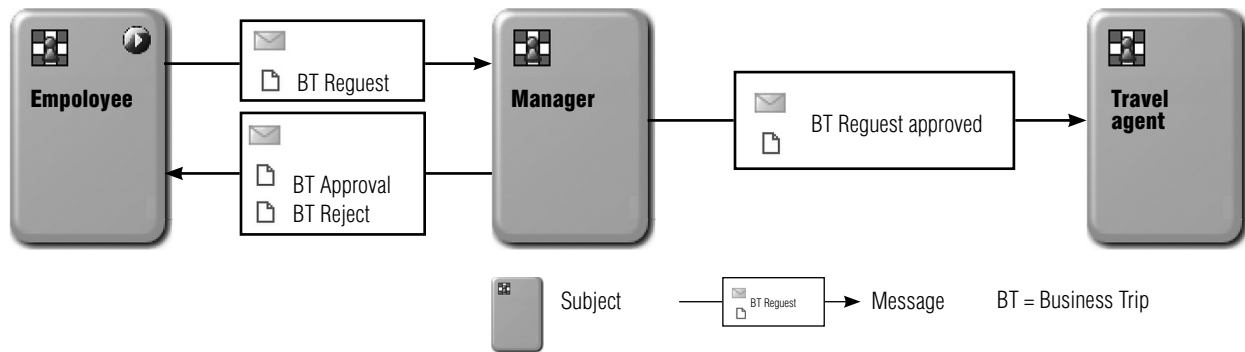 Empoloyee
BT Reguest
BT Approval
BT Reject
Manager
BT Reguest approved
Travel
agent
Subject
BT Reguest
Message
BT = Business Trip